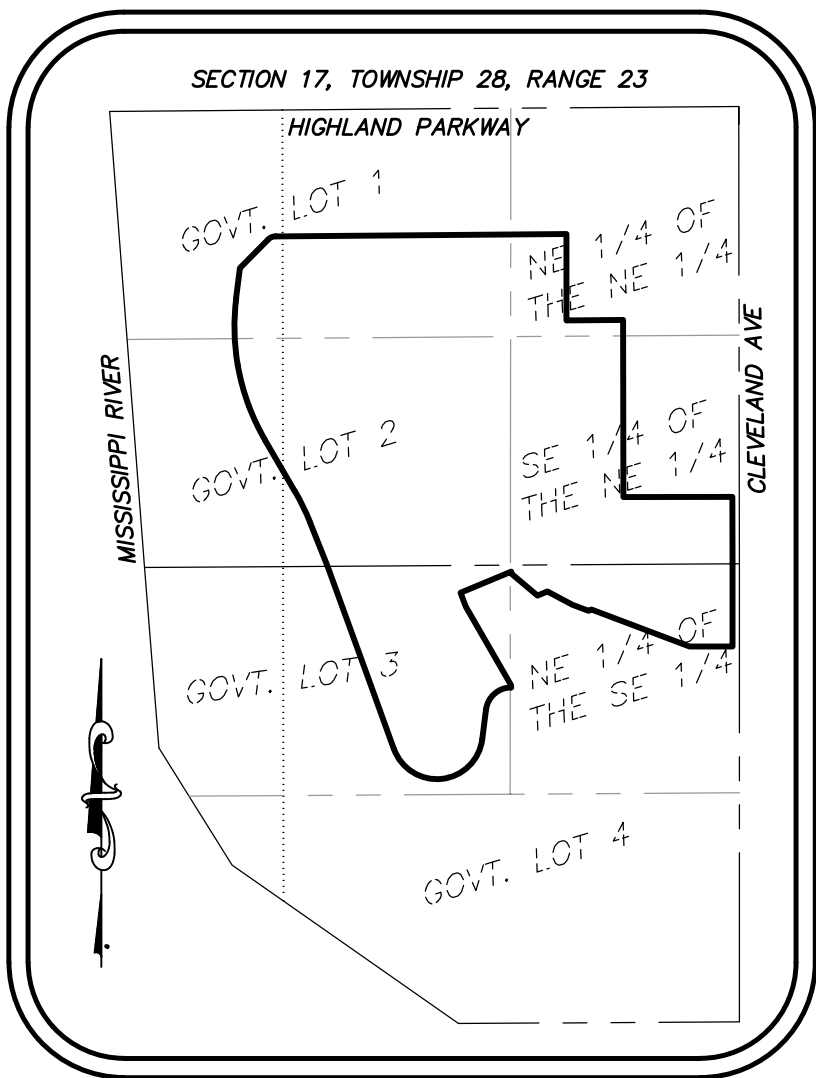 SECTION 17, TOWNSHIP 28, RANGE 23
HIGHLAND PARKWAY
GOVT. LOT 1
NE 1/4 OF
THE NE 1/4
MISSISSIPPI RIVER
CLEVELAND AVE
GOVT. LOT 2
SE 1/4 OF
THE NE 1/4
GOVT. LOT 3
NE 1/4 OF
THE SE 1/4
GOVT. LOT 4